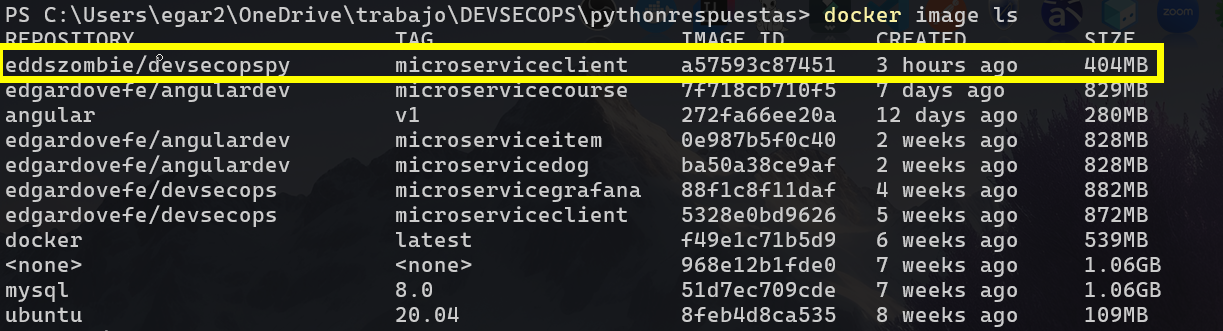 PS C:\Users\egar2\OneDrive\trabajo\DEVSECOPS\pythonrespuestas> docker image ls
REPOSITORY TAG IMAGE ID CREATED SIZE
eddszombie/devsecopspy microserviceclient a57593c87451 3 hours ago 404MB
edgardovefe/angulardev microservicecourse 7f718cb710f5 7 days ago 829MB
angular v1 272fa66ee20a 12 days ago 280MB
edgardovefe/angulardev microserviceitem 0e987b5f0c40 2 weeks ago 828MB
edgardovefe/angulardev microservicedog ba50a38ce9af 2 weeks ago 828MB
edgardovefe/devsecops microservicegrafana 88f1c8f11daf 4 weeks ago 882MB
edgardovefe/devsecops microserviceclient 5328e0bd9626 5 weeks ago 872MB
docker latest f49e1c71b5d9 6 weeks ago 539MB
<none> <none> 968e12b1fde0 7 weeks ago 1.06GB
mysql 8.0 51d7ec709cde 7 weeks ago 1.06GB
ubuntu 20.04 8feb4d8ca535 8 weeks ago 109MB
zoom